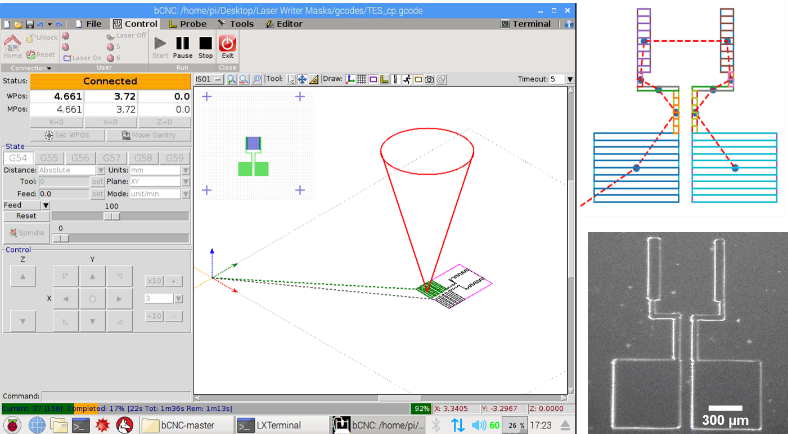 bCNC: /home/pi/Desktop/Laser Writer Masks/gcodes/TES_cp.gcode
File Control Probe Tools Editor Terminal
Home Unlock Reset
Laser Off
5
Laser On 6
Start Pause Stop Exit
Connection User Run Close
Status: Connected
WPos: 4.661 3.72 0.0
MPos: 4.661 3.72 0.0
X=0 Y=0 Z=0
Set WPOS Move Gantry
State
G54 G55 G56 G57 G58 G59
Distance: Absolute Units: mm
Tool: 0 set Plane: XY
Feed: 0.0 set Mode: unit/min
Feed 100
Reset
Spindle 0
Control
Z Y
×10 +
X 3
÷10 -
Command:
ISO1 Tool: Draw: Timeout: 5
Current: 37 [156] Completed: 17% [22s Tot: 1m36s Rem: 1m13s] 92% X: 3.3405 Y: -3.2967 Z: 0.0000
bCNC-master LXTerminal bCNC: /home/pi/... 60 26 % 17:23
300 µm